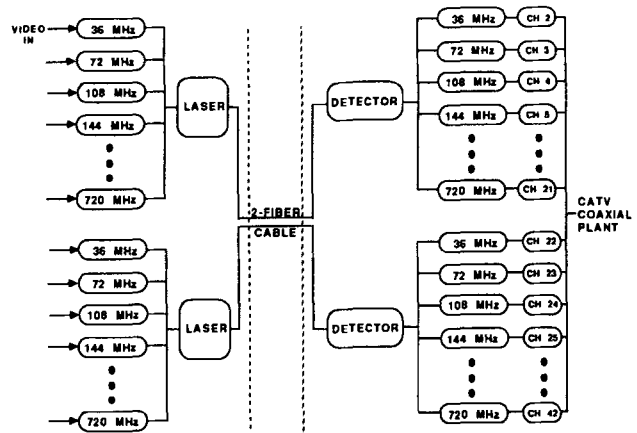 VIDEO
IN
36 MHz
72 MHz
108 MHz
144 MHz
720 MHz
LASER
36 MHz
72 MHz
108 MHz
144 MHz
720 MHz
LASER
2-FIBER
CABLE
DETECTOR
36 MHz CH 2
72 MHz CH 3
108 MHz CH 4
144 MHz CH 5
720 MHz CH 21
DETECTOR
36 MHz CH 22
72 MHz CH 23
108 MHz CH 24
144 MHz CH 25
720 MHz CH 42
CATV
COAXIAL
PLANT